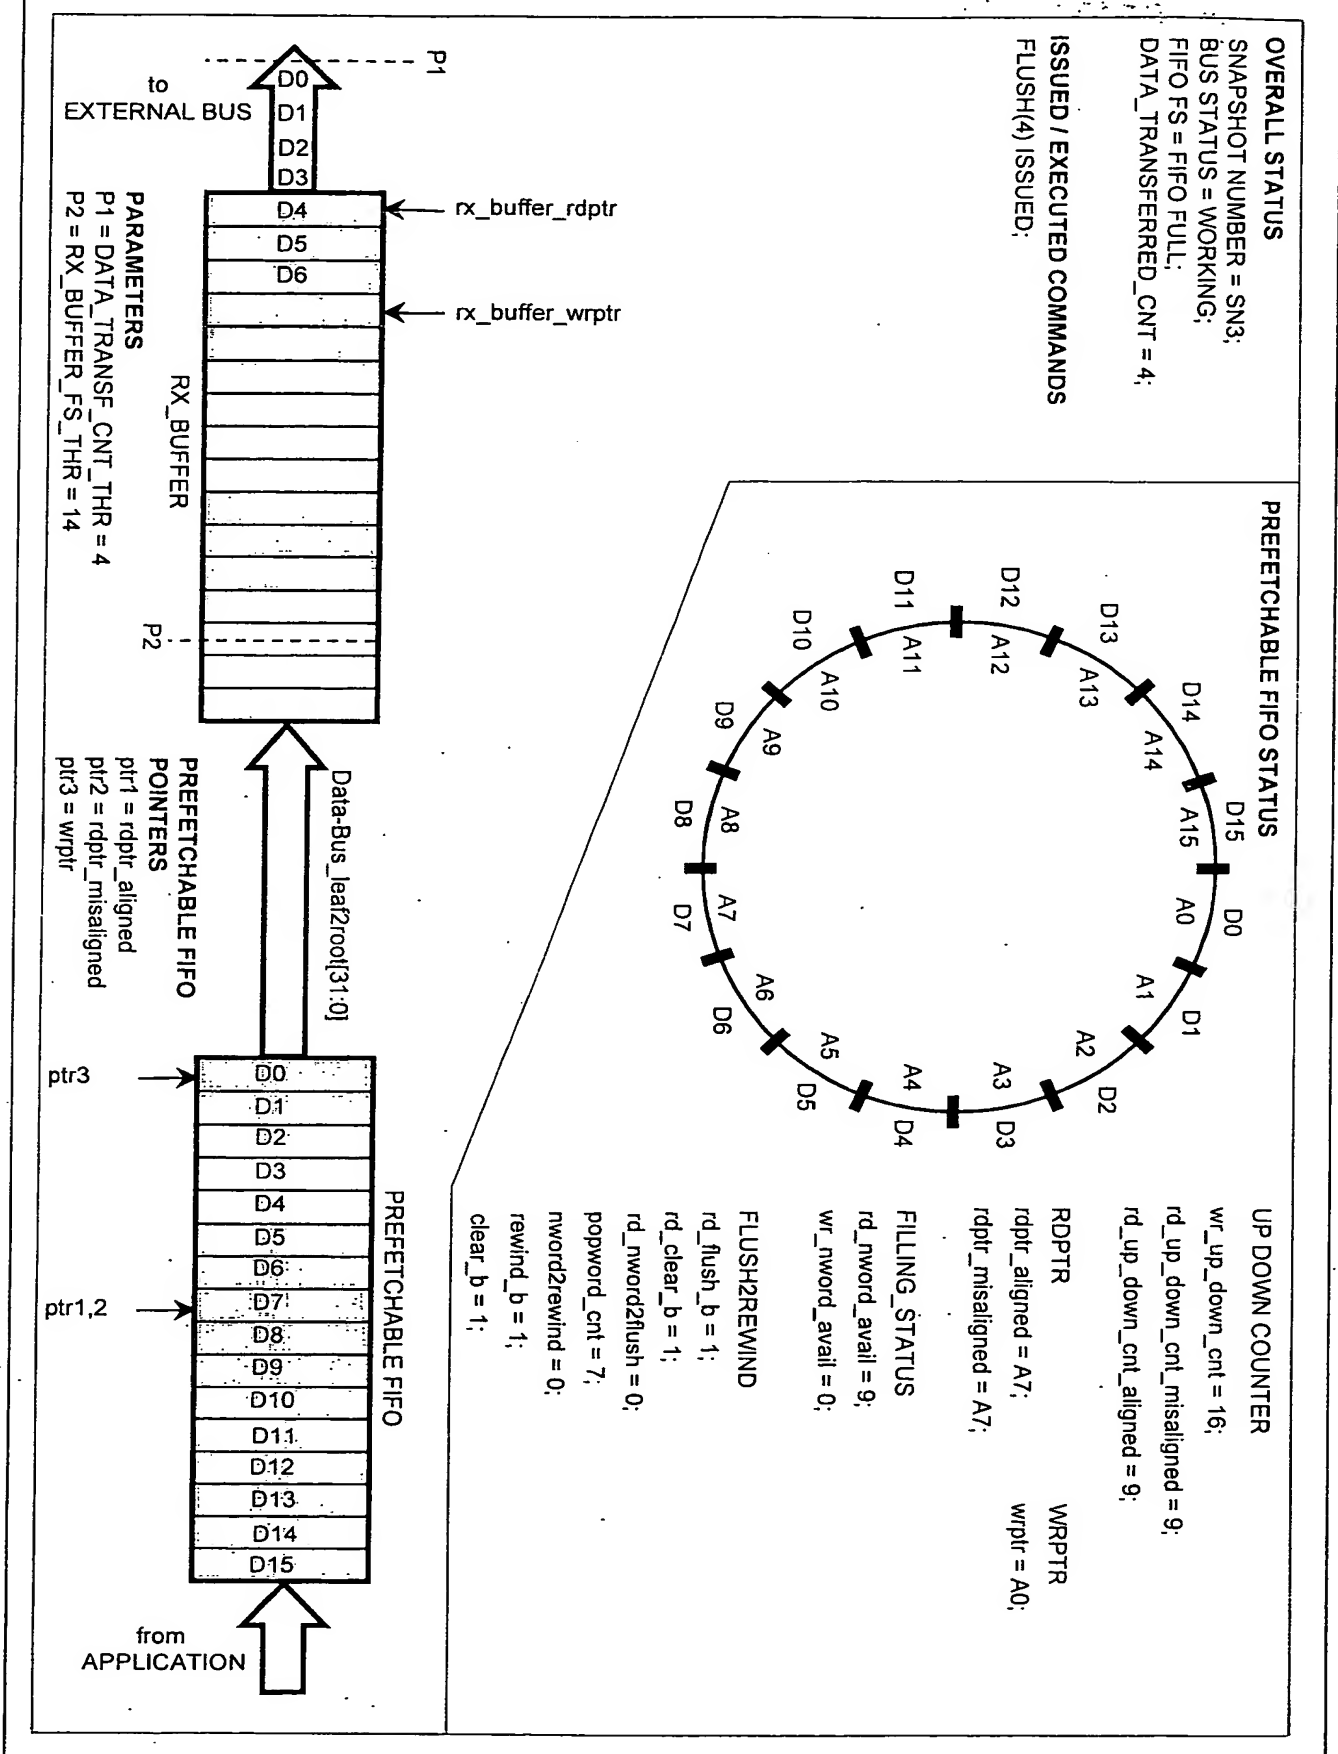 OVERALL STATUS
SNAPSHOT NUMBER = SN3;
BUS STATUS = WORKING;
FIFO FS = FIFO FULL;
DATA_TRANSFERRED_CNT = 4;
ISSUED / EXECUTED COMMANDS
FLUSH(4) ISSUED;
PREFETCHABLE FIFO STATUS
D0
D1
D2
D3
D4
D5
D6
D7
D8
D9
D10
D11
D12
D13
D14
D15
A0
A1
A2
A3
A4
A5
A6
A7
A8
A9
A10
A11
A12
A13
A14
A15
UP DOWN COUNTER
wr_up_down_cnt = 16;
rd_up_down_cnt_misaligned = 9;
rd_up_down_cnt_aligned = 9;
RDPTR
rdptr_aligned = A7;
rdptr_misaligned = A7;
WRPTR
wrptr = A0;
FILLING_STATUS
rd_nword_avail = 9;
wr_nword_avail = 0;
FLUSH2REWIND
rd_flush_b = 1;
rd_clear_b = 1;
rd_nword2flush = 0;
popword_cnt = 7;
nword2rewind = 0;
rewind_b = 1;
clear_b = 1;
P1
to
EXTERNAL BUS
D0
D1
D2
D3
D4
D5
D6
rx_buffer_rdptr
rx_buffer_wrptr
RX_BUFFER
P2
PARAMETERS
P1 = DATA_TRANSF_CNT_THR = 4
P2 = RX_BUFFER_FS_THR = 14
Data-Bus_leaf2root[31:0]
PREFETCHABLE FIFO
POINTERS
ptr1 = rdptr_aligned
ptr2 = rdptr_misaligned
ptr3 = wrptr
ptr3
ptr1,2
D0
D1
D2
D3
D4
D5
D6
D7
D8
D9
D10
D11
D12
D13
D14
D15
PREFETCHABLE FIFO
from
APPLICATION